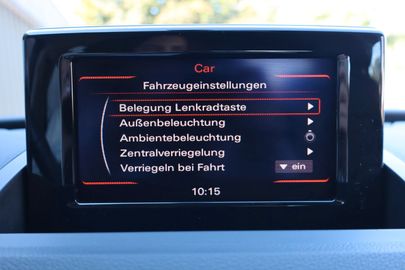 Car
Fahrzeugeinstellungen
Belegung Lenkradtaste
Außenbeleuchtung
Ambientebeleuchtung
Zentralverriegelung
Verriegeln bei Fahrt ein
10:15